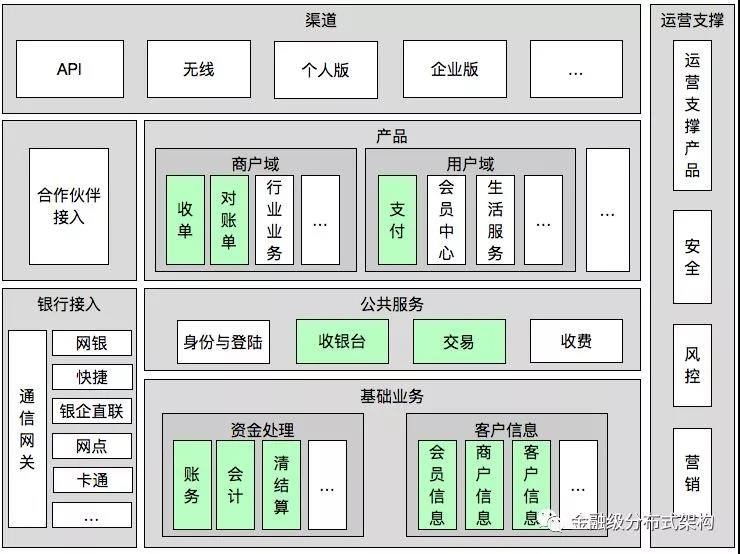 渠道
API
无线
个人版
企业版
...
合作伙伴
接入
产品
商户域
收单
对账单
行业业务
...
用户域
支付
会员中心
生活服务
...
...
银行接入
通信网关
网银
快捷
银企直联
网点
卡通
...
公共服务
身份与登陆
收银台
交易
收费
基础业务
资金处理
账务
会计
清结算
...
客户信息
会员信息
商户信息
客户信息
...
运营支撑
运营支撑产品
安全
风控
营销
金融级分布式架构